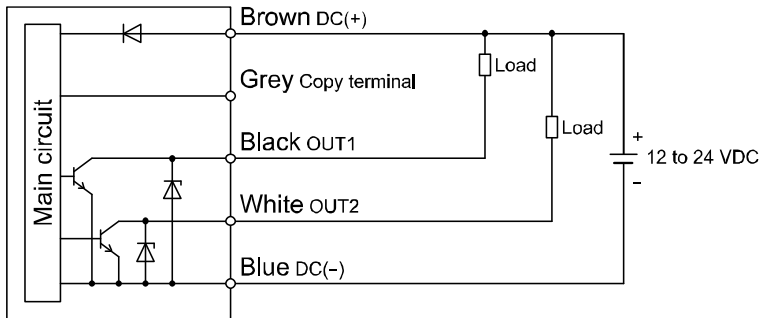 Brown DC(+)
Grey Copy terminal
Load
Load
Main circuit
Black OUT1
+
12 to 24 VDC
−
White OUT2
Blue DC(−)